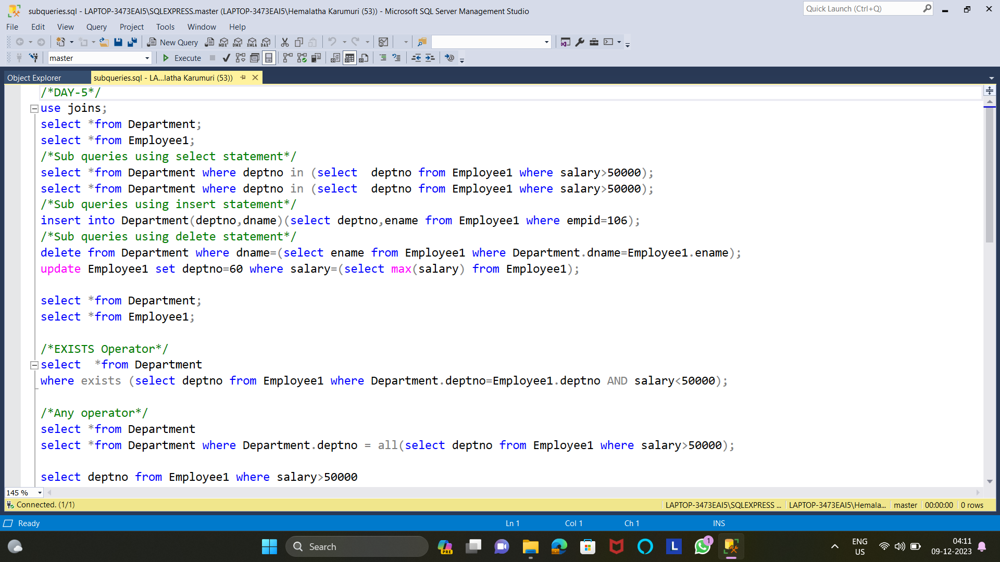 subqueries.sql - LAPTOP-3473EAI5\SQLEXPRESS.master (LAPTOP-3473EAI5\Hemalatha Karumuri (53)) - Microsoft SQL Server Management Studio
Quick Launch (Ctrl+Q)
File Edit View Query Project Tools Window Help
New Query MDX DMX XMLA DAX
master Execute
Object Explorer subqueries.sql - LA...latha Karumuri (53))
/*DAY-5*/
use joins;
select *from Department;
select *from Employee1;
/*Sub queries using select statement*/
select *from Department where deptno in (select  deptno from Employee1 where salary>50000);
select *from Department where deptno in (select  deptno from Employee1 where salary>50000);
/*Sub queries using insert statement*/
insert into Department(deptno,dname)(select deptno,ename from Employee1 where empid=106);
/*Sub queries using delete statement*/
delete from Department where dname=(select ename from Employee1 where Department.dname=Employee1.ename);
update Employee1 set deptno=60 where salary=(select max(salary) from Employee1);
select *from Department;
select *from Employee1;
/*EXISTS Operator*/
select  *from Department
where exists (select deptno from Employee1 where Department.deptno=Employee1.deptno AND salary<50000);
/*Any operator*/
select *from Department
select *from Department where Department.deptno = all(select deptno from Employee1 where salary>50000);
select deptno from Employee1 where salary>50000
145 %
Connected. (1/1) LAPTOP-3473EAI5\SQLEXPRESS ... LAPTOP-3473EAI5\Hemala... master 00:00:00 0 rows
Ready Ln 1 Col 1 Ch 1 INS
Search PRE L 1 ENG US 04:11
09-12-2023